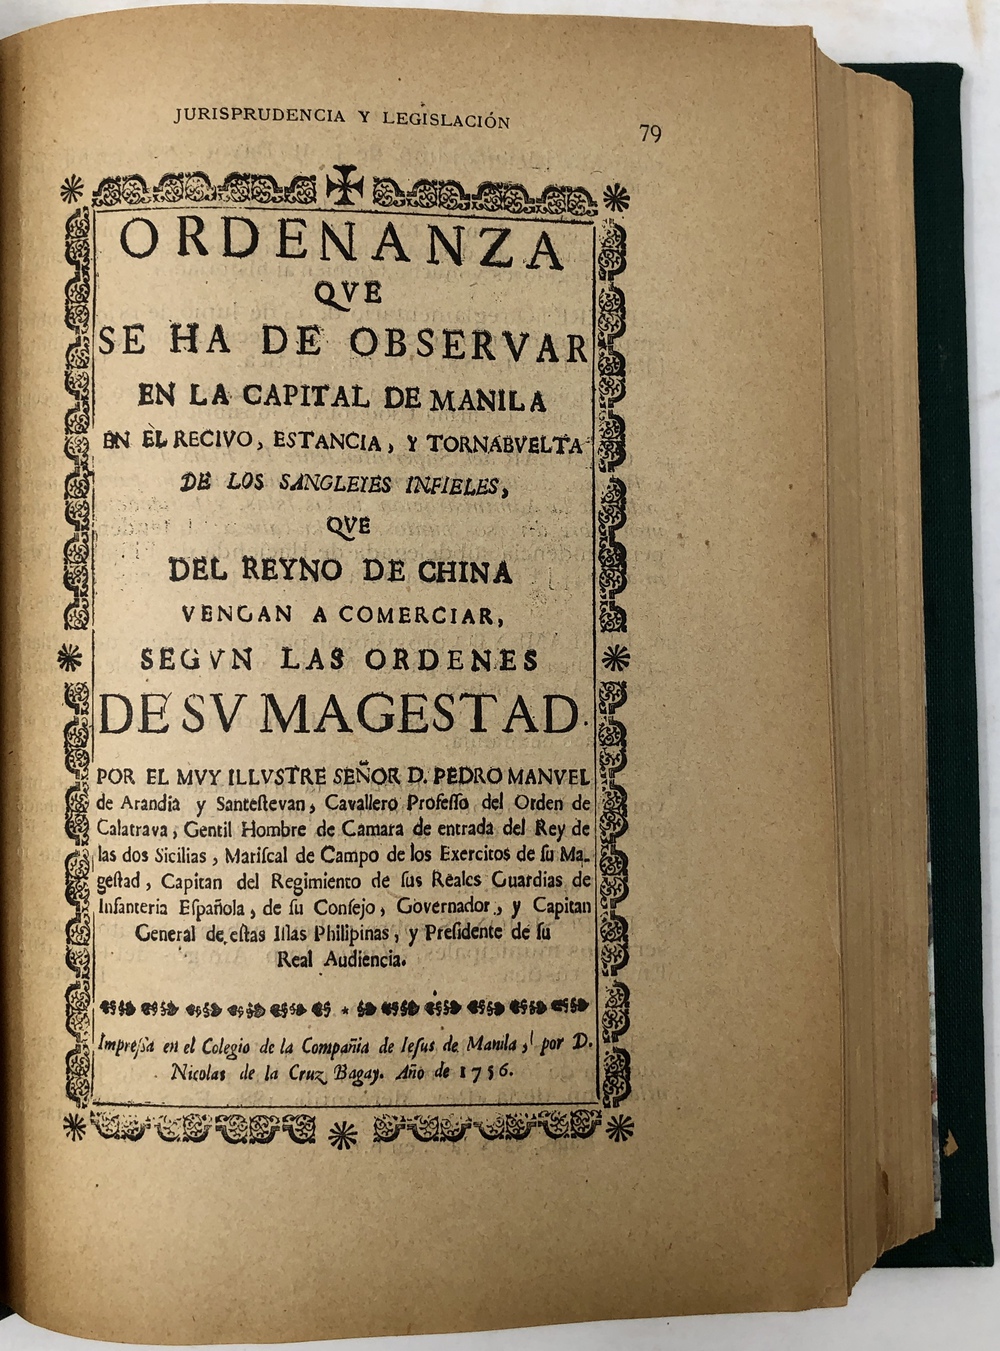 JURISPRUDENCIA Y LEGISLACIÓN
79
ORDENANZA
QVE
SE HA DE OBSERVAR
EN LA CAPITAL DE MANILA
EN EL RECIVO, ESTANCIA, Y TORNABVELTA
DE LOS SANGLEIES INFIELES,
QVE
DEL REYNO DE CHINA
VENGAN A COMERCIAR,
SEGVN LAS ORDENES
DE SV MAGESTAD.
POR EL MVY ILLVSTRE SEÑOR D. PEDRO MANVEL
de Arandia y Santeſtevan, Cavallero Profeſſo del Orden de
Calatrava, Gentil Hombre de Camara de entrada del Rey de
las dos Sicilias, Mariſcal de Campo de los Exercitos de ſu Ma-
geſtad, Capitan del Regimiento de ſus Reales Guardias de
Infanteria Eſpañola, de ſu Conſejo, Governador, y Capitan
General de eſtas Iſlas Philipinas, y Preſidente de ſu
Real Audiencia.
Impreſſa en el Colegio de la Compañia de Ieſus de Manila, por D.
Nicolas de la Cruz Bagay. Año de 1756.